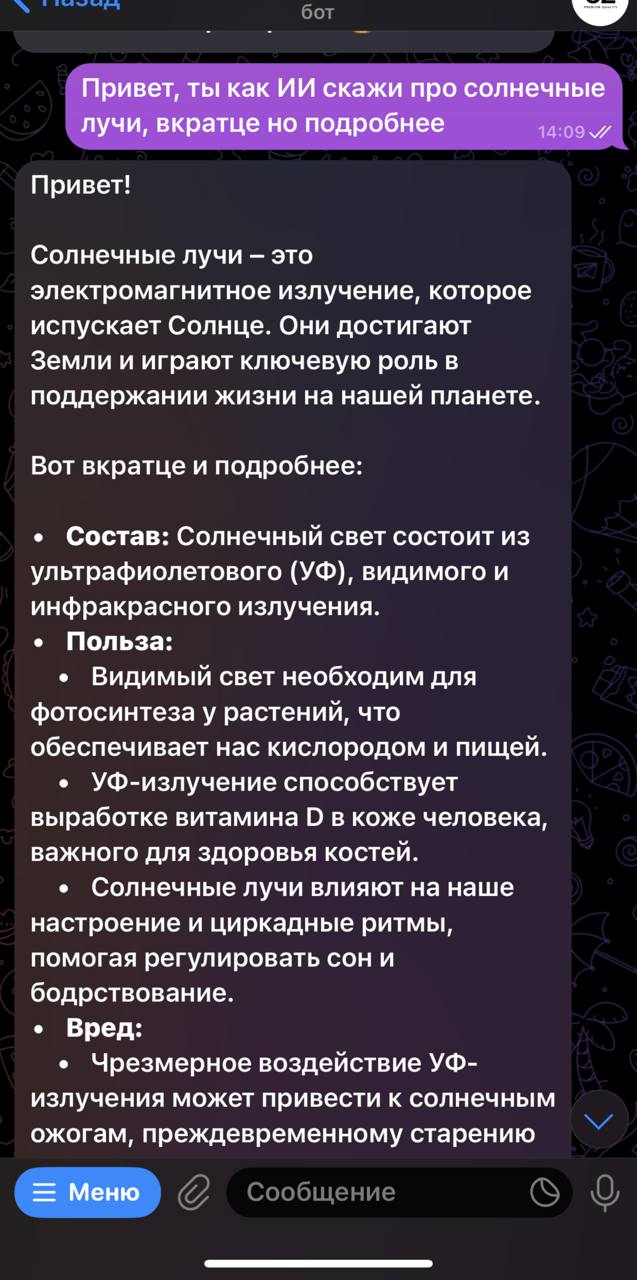 Назад
бот
Привет, ты как ИИ скажи про солнечные
лучи, вкратце но подробнее
14:09
Привет!
Солнечные лучи – это
электромагнитное излучение, которое
испускает Солнце. Они достигают
Земли и играют ключевую роль в
поддержании жизни на нашей планете.
Вот вкратце и подробнее:
• Состав: Солнечный свет состоит из
ультрафиолетового (УФ), видимого и
инфракрасного излучения.
• Польза:
• Видимый свет необходим для
фотосинтеза у растений, что
обеспечивает нас кислородом и пищей.
• УФ-излучение способствует
выработке витамина D в коже человека,
важного для здоровья костей.
• Солнечные лучи влияют на наше
настроение и циркадные ритмы,
помогая регулировать сон и
бодрствование.
• Вред:
• Чрезмерное воздействие УФ-
излучения может привести к солнечным
ожогам, преждевременному старению
Меню
Сообщение